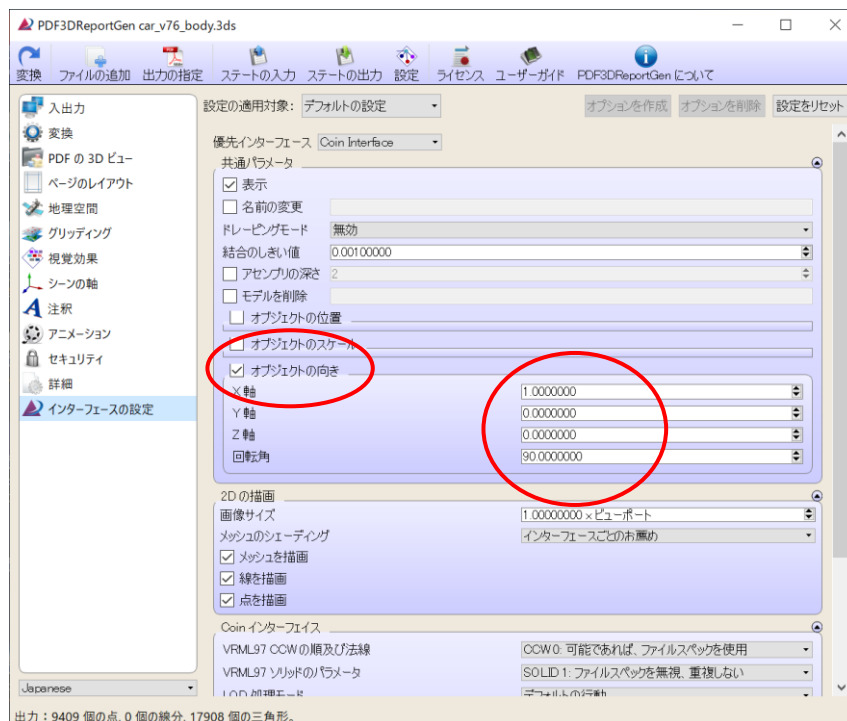 PDF3DReportGen car_v76_body.3ds
変換 ファイルの追加 出力の指定 ステートの入力 ステートの出力 設定 ライセンス ユーザーガイド PDF3DReportGen について
入出力
変換
PDF の 3D ビュー
ページのレイアウト
地理空間
グリッディング
視覚効果
シーンの軸
注釈
アニメーション
セキュリティ
詳細
インターフェースの設定
Japanese
設定の適用対象: デフォルトの設定 オプションを作成 オプションを削除 設定をリセット
優先インターフェース Coin Interface
共通パラメータ
表示
名前の変更
ドレーピングモード 無効
結合のしきい値 0.00100000
アセンブリの深さ 2
モデルを削除
オブジェクトの位置
オブジェクトのスケール
オブジェクトの向き
X 軸 1.0000000
Y 軸 0.0000000
Z 軸 0.0000000
回転角 90.0000000
2D の描画
画像サイズ 1.00000000 × ビューポート
メッシュのシェーディング インターフェースごとのお薦め
メッシュを描画
線を描画
点を描画
Coin インターフェイス
VRML97 CCW の順及び法線 CCW 0: 可能であれば、ファイルスペックを使用
VRML97 ソリッドのパラメータ SOLID 1: ファイルスペックを無視、重複しない
LOD 処理モード デフォルトの行動
出力：9409 個の点, 0 個の線分, 17908 個の三角形。